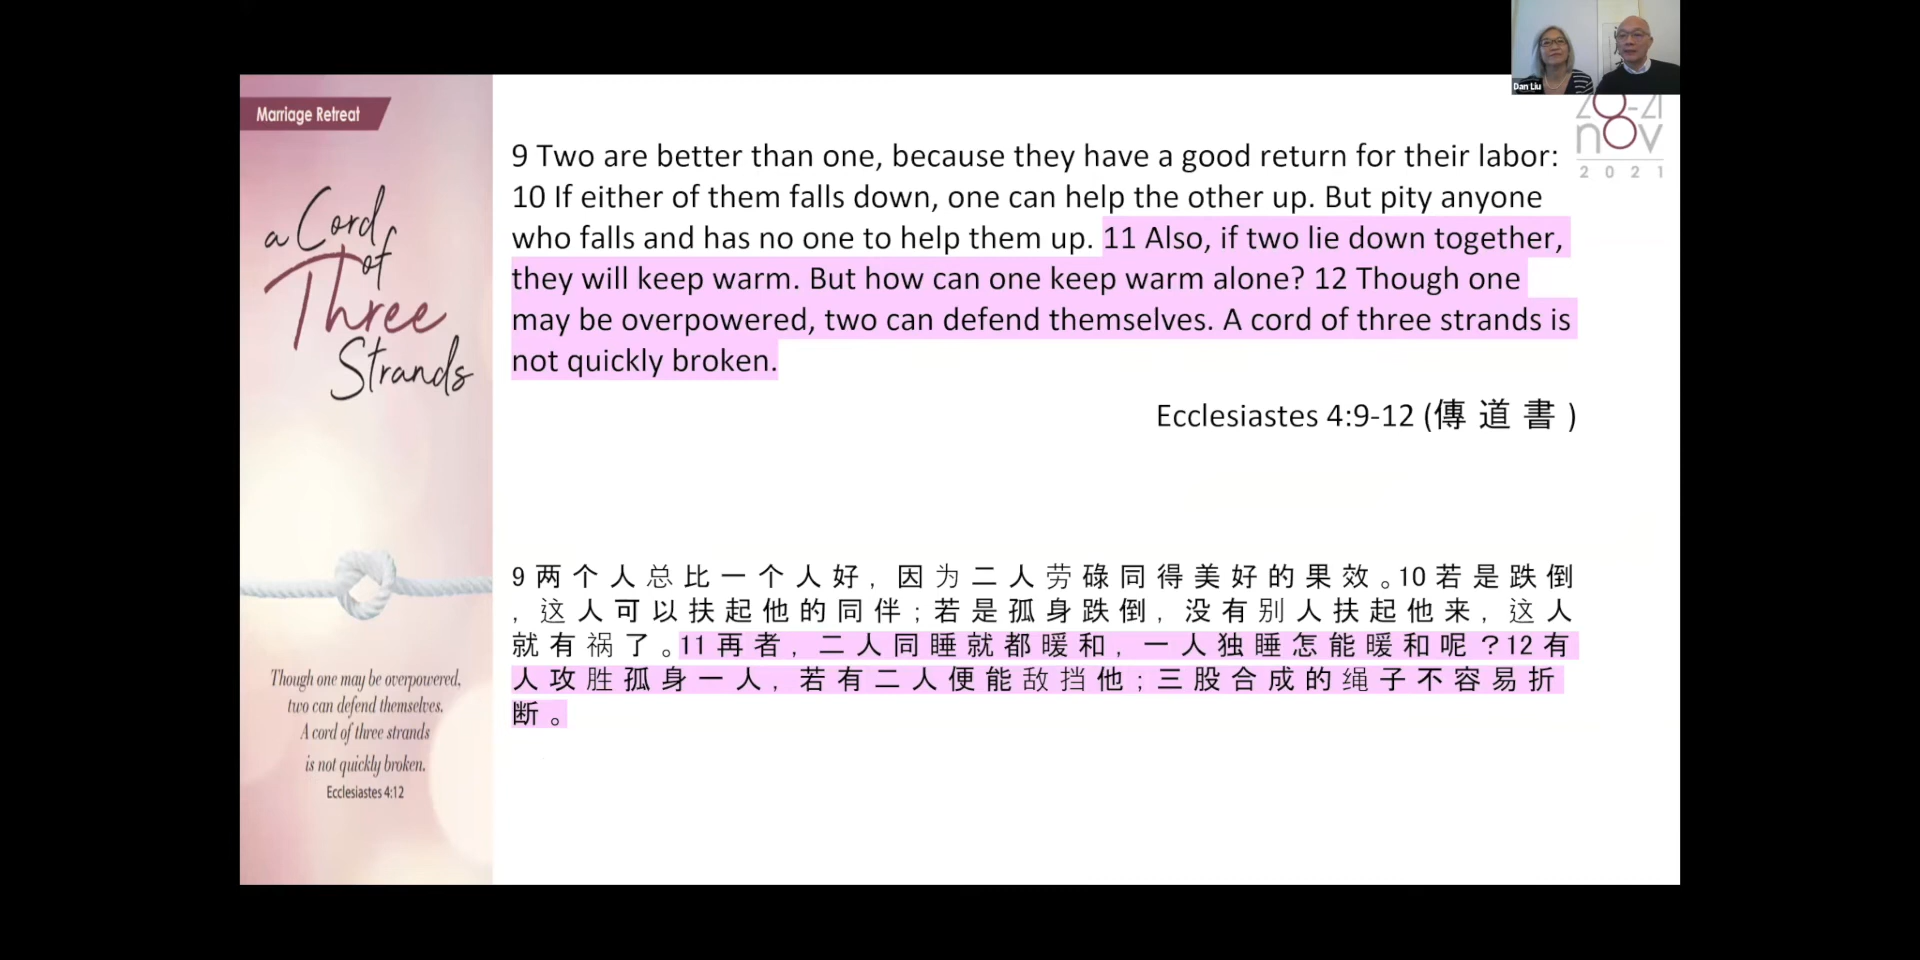 Marriage Retreat
a Cord
of
Three
Strands
Though one may be overpowered,
two can defend themselves.
A cord of three strands
is not quickly broken.
Ecclesiastes 4:12
Dan Liu
20-21
nov
2021
9 Two are better than one, because they have a good return for their labor:
10 If either of them falls down, one can help the other up. But pity anyone
who falls and has no one to help them up. 11 Also, if two lie down together,
they will keep warm. But how can one keep warm alone? 12 Though one
may be overpowered, two can defend themselves. A cord of three strands is
not quickly broken.
Ecclesiastes 4:9-12 (傳道書)
9两个人总比一个人好，因为二人劳碌同得美好的果效。10若是跌倒
，这人可以扶起他的同伴；若是孤身跌倒，没有别人扶起他来，这人
就有祸了。11再者，二人同睡就都暖和，一人独睡怎能暖和呢？12有
人攻胜孤身一人，若有二人便能敌挡他；三股合成的绳子不容易折
断。